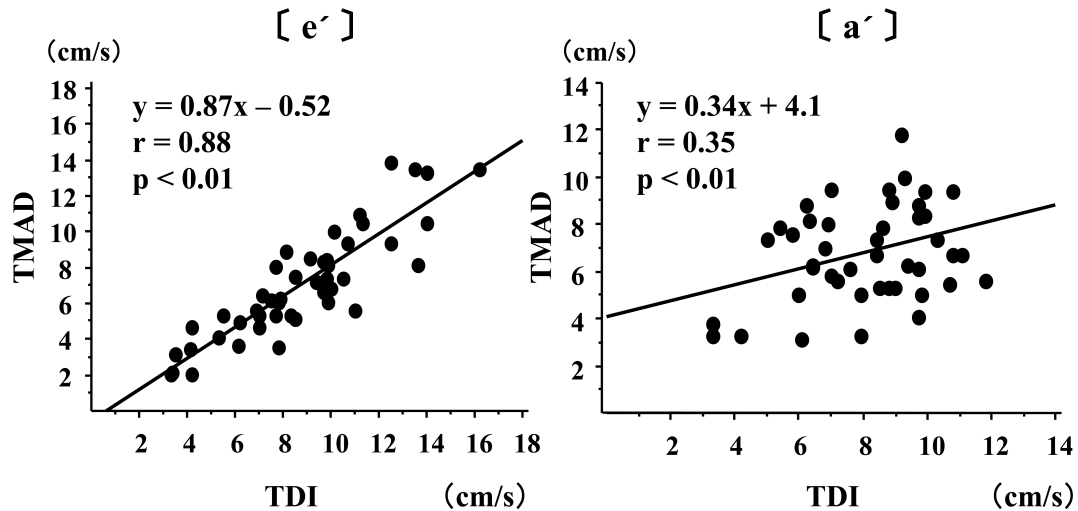 〔 e´ 〕
（cm/s）
18
16
14
12
10
8
6
4
2
TMAD
y = 0.87x – 0.52
r = 0.88
p < 0.01
2 4 6 8 10 12 14 16 18
TDI （cm/s）
〔 a´ 〕
（cm/s）
14
12
10
8
6
4
2
TMAD
y = 0.34x + 4.1
r = 0.35
p < 0.01
2 4 6 8 10 12 14
TDI （cm/s）